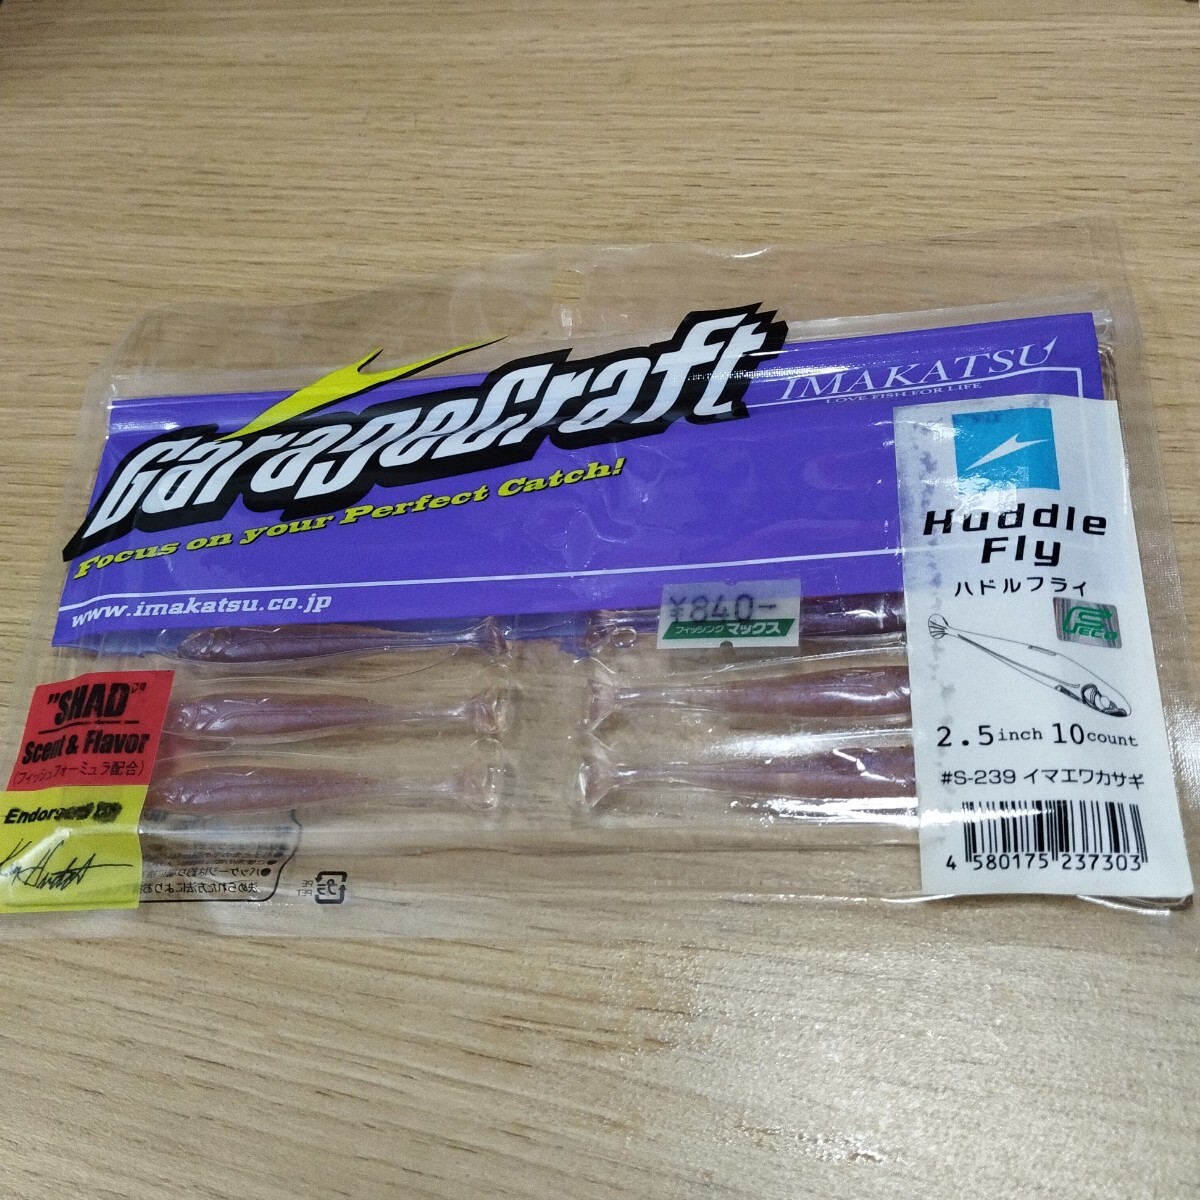 GarageCraft
Focus on your Perfect Catch!
www.imakatsu.co.jp
IMAKATSU
LOVE FISH FOR LIFE
Huddle
Fly
ハドルフライ
ECO
2.5inch 10count
#S-239 イマエワカサギ
4 580175 237303
¥840-
フィッシング マックス
"SHAD"
Scent & Flavor
(フィッシュフォーミュラ配合)
Endorsed by
PE
PET